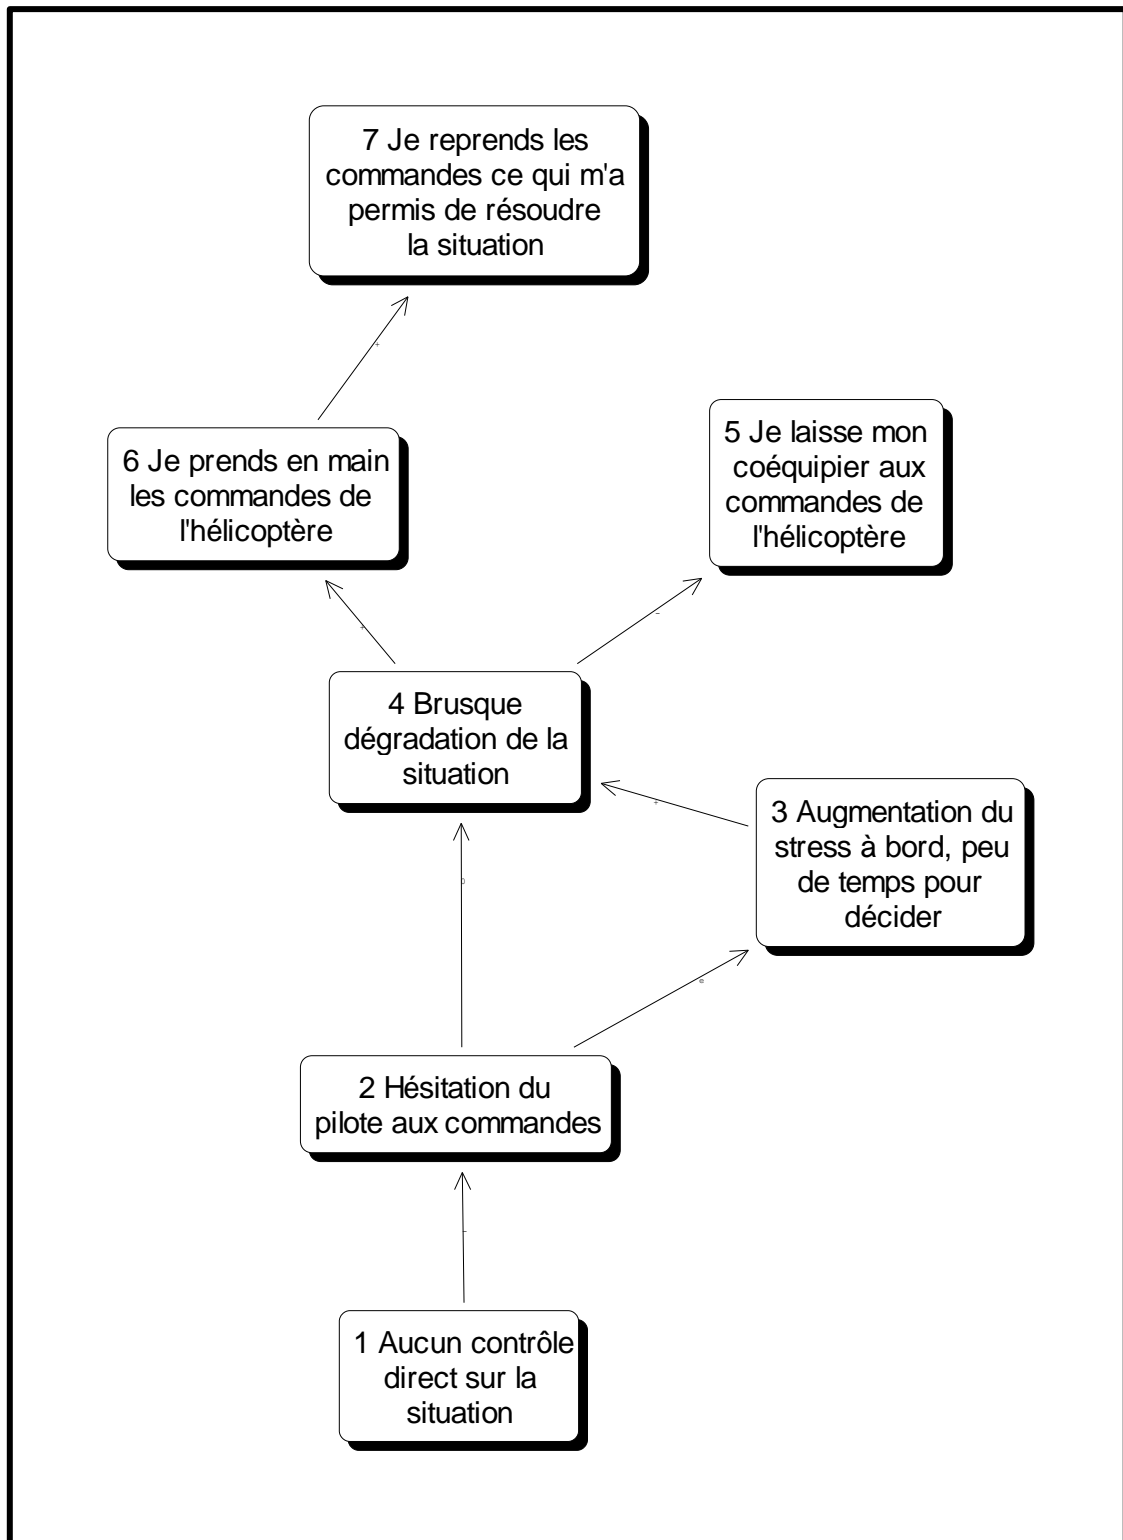 7 Je reprends les
commandes ce qui m'a
permis de résoudre
la situation
+
6 Je prends en main
les commandes de
l'hélicoptère
5 Je laisse mon
coéquipier aux
commandes de
l'hélicoptère
+
-
4 Brusque
dégradation de la
situation
+
3 Augmentation du
stress à bord, peu
de temps pour
décider
e
2 Hésitation du
pilote aux commandes
-
1 Aucun contrôle
direct sur la
situation